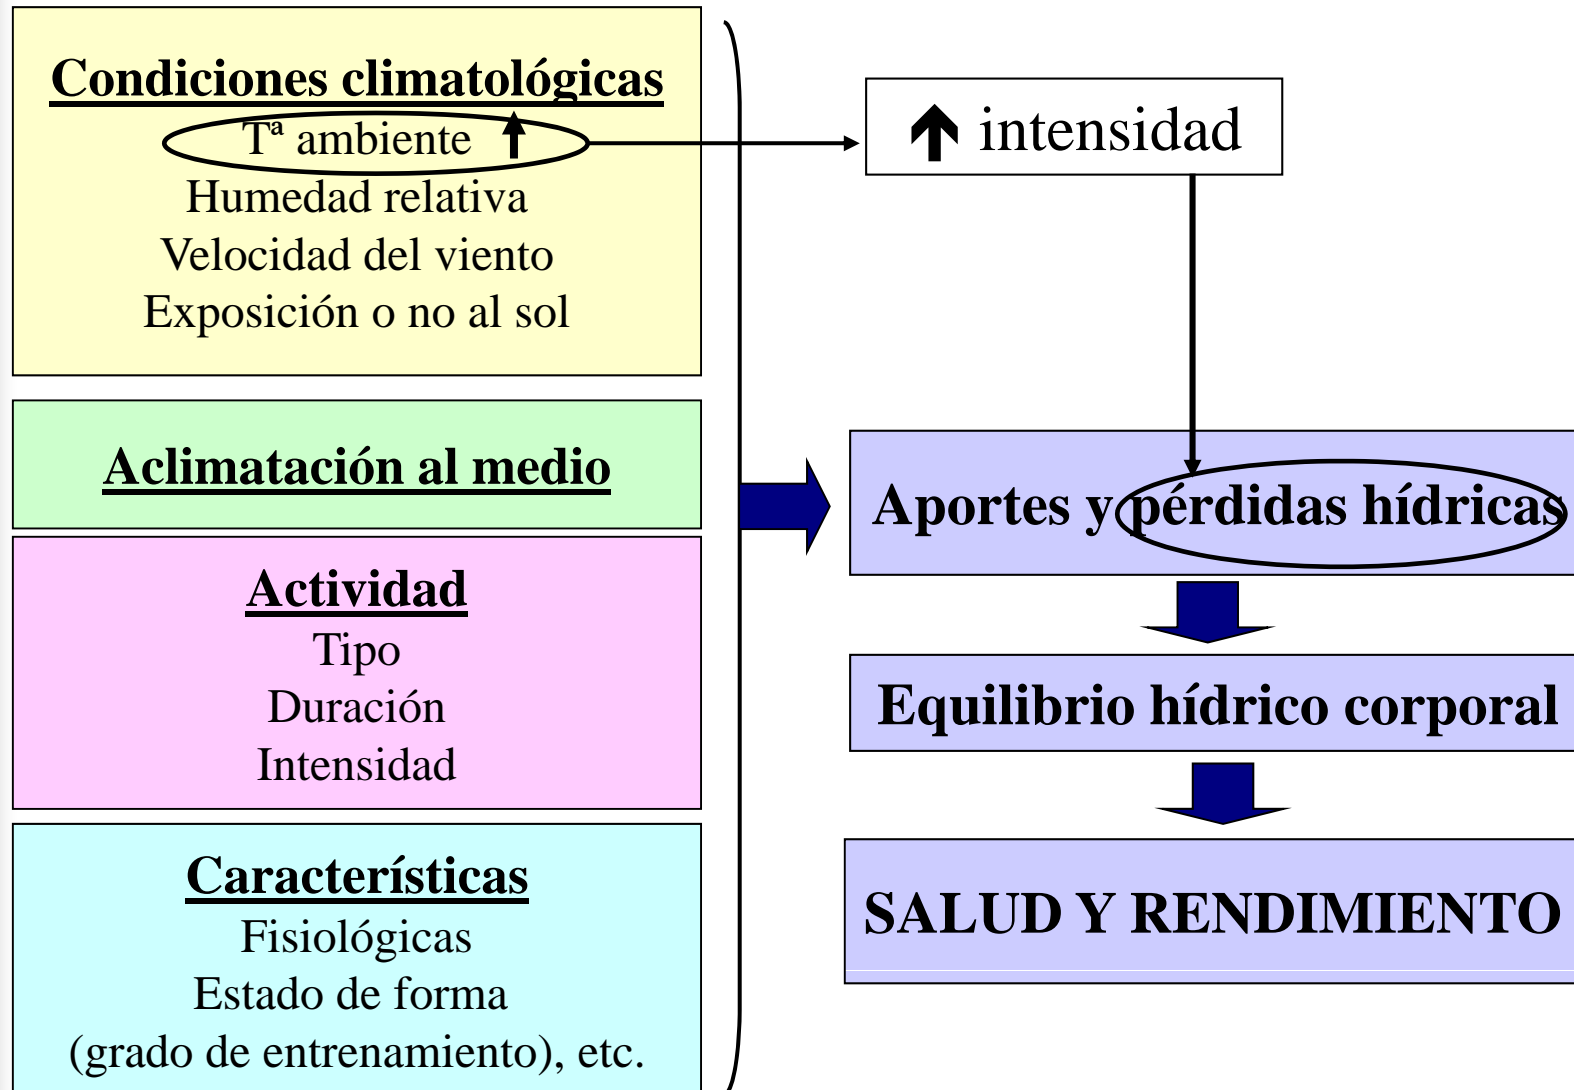 Condiciones climatológicas
Tª ambiente ⬆
Humedad relativa
Velocidad del viento
Exposición o no al sol
Aclimatación al medio
Actividad
Tipo
Duración
Intensidad
Características
Fisiológicas
Estado de forma
(grado de entrenamiento), etc.
⬆ intensidad
Aportes y pérdidas hídricas
Equilibrio hídrico corporal
SALUD Y RENDIMIENTO